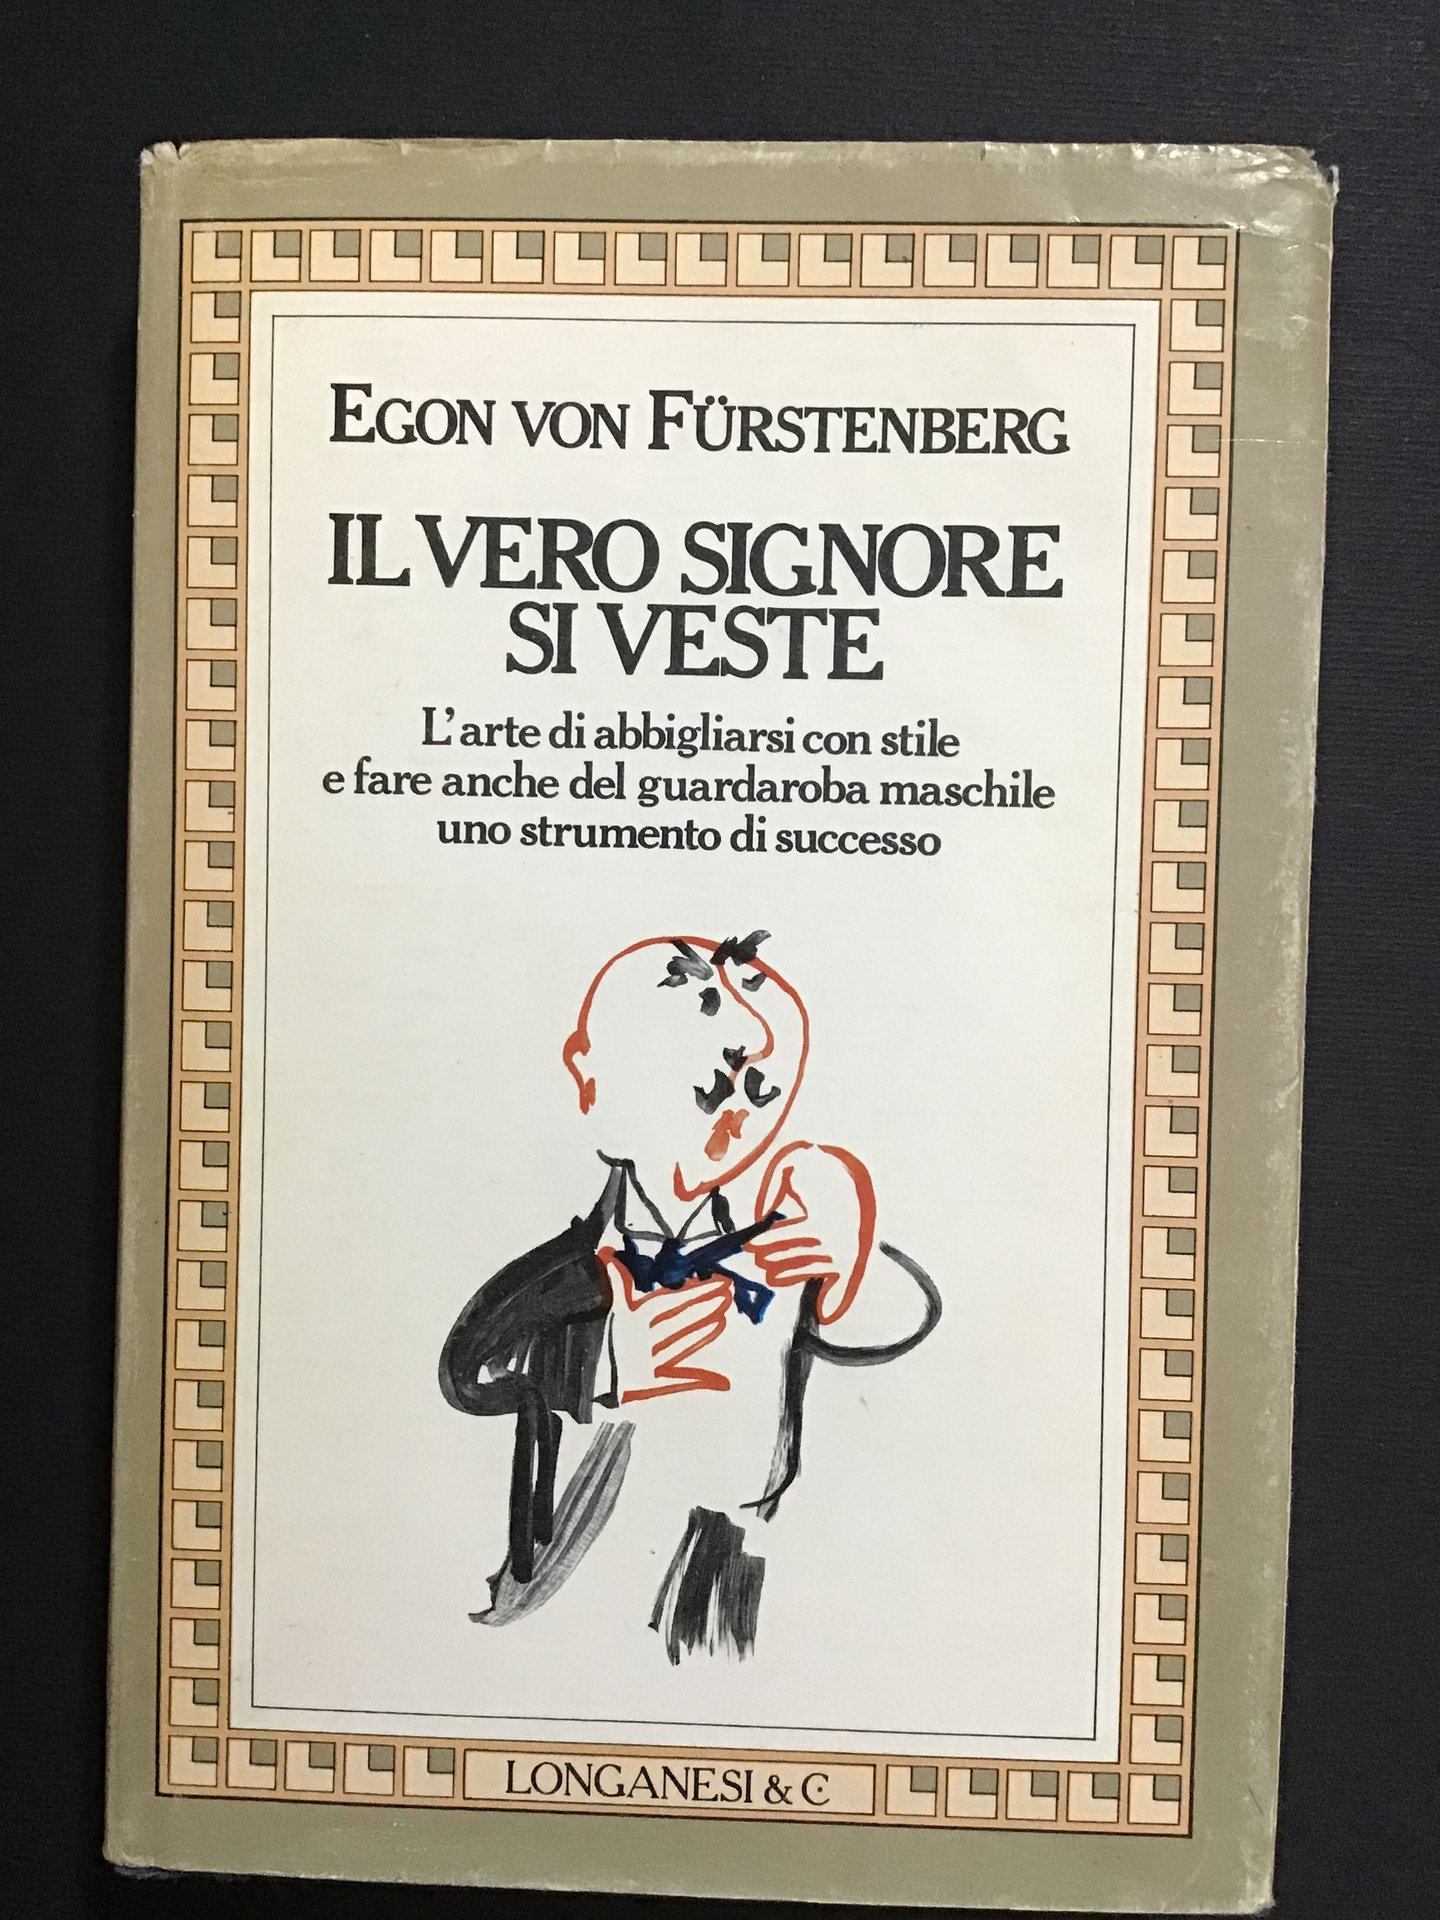 EGON VON FÜRSTENBERG
IL VERO SIGNORE
SI VESTE
L'arte di abbigliarsi con stile
e fare anche del guardaroba maschile
uno strumento di successo
LONGANESI & C.